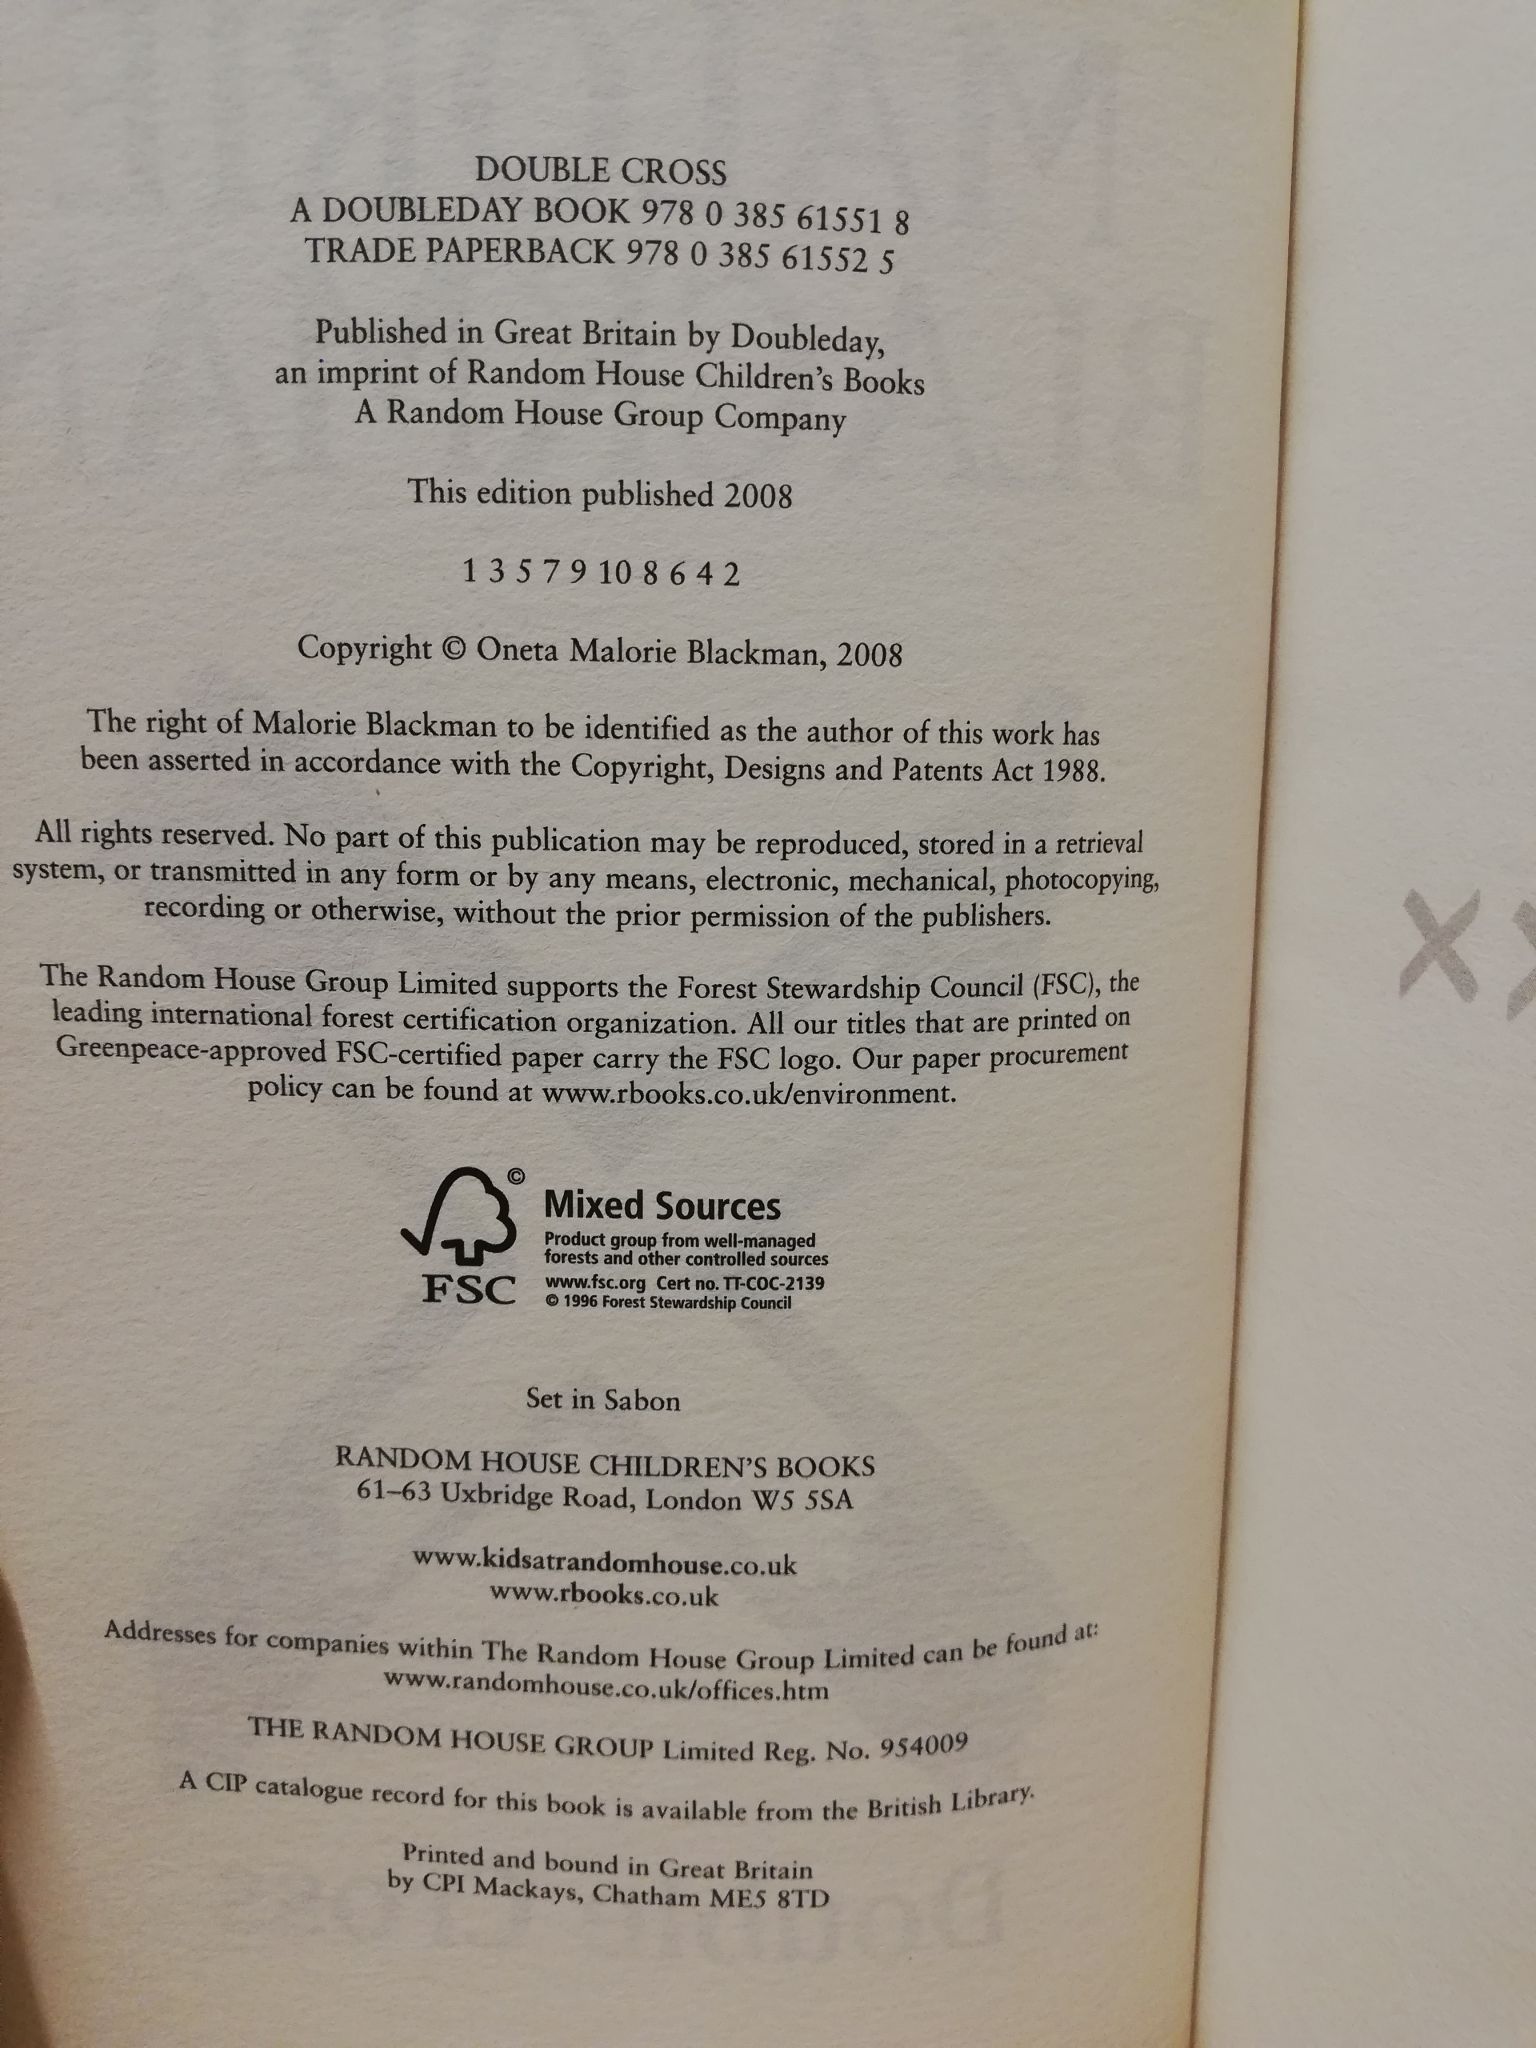 DOUBLE CROSS
A DOUBLEDAY BOOK 978 0 385 61551 8
TRADE PAPERBACK 978 0 385 61552 5
Published in Great Britain by Doubleday,
an imprint of Random House Children's Books
A Random House Group Company
This edition published 2008
1 3 5 7 9 10 8 6 4 2
Copyright © Oneta Malorie Blackman, 2008
The right of Malorie Blackman to be identified as the author of this work has
been asserted in accordance with the Copyright, Designs and Patents Act 1988.
All rights reserved. No part of this publication may be reproduced, stored in a retrieval
system, or transmitted in any form or by any means, electronic, mechanical, photocopying,
recording or otherwise, without the prior permission of the publishers.
The Random House Group Limited supports the Forest Stewardship Council (FSC), the
leading international forest certification organization. All our titles that are printed on
Greenpeace-approved FSC-certified paper carry the FSC logo. Our paper procurement
policy can be found at www.rbooks.co.uk/environment.
©
Mixed Sources
Product group from well-managed
forests and other controlled sources
www.fsc.org Cert no. TT-COC-2139
© 1996 Forest Stewardship Council
FSC
Set in Sabon
RANDOM HOUSE CHILDREN'S BOOKS
61–63 Uxbridge Road, London W5 5SA
www.kidsatrandomhouse.co.uk
www.rbooks.co.uk
Addresses for companies within The Random House Group Limited can be found at:
www.randomhouse.co.uk/offices.htm
THE RANDOM HOUSE GROUP Limited Reg. No. 954009
A CIP catalogue record for this book is available from the British Library.
Printed and bound in Great Britain
by CPI Mackays, Chatham ME5 8TD